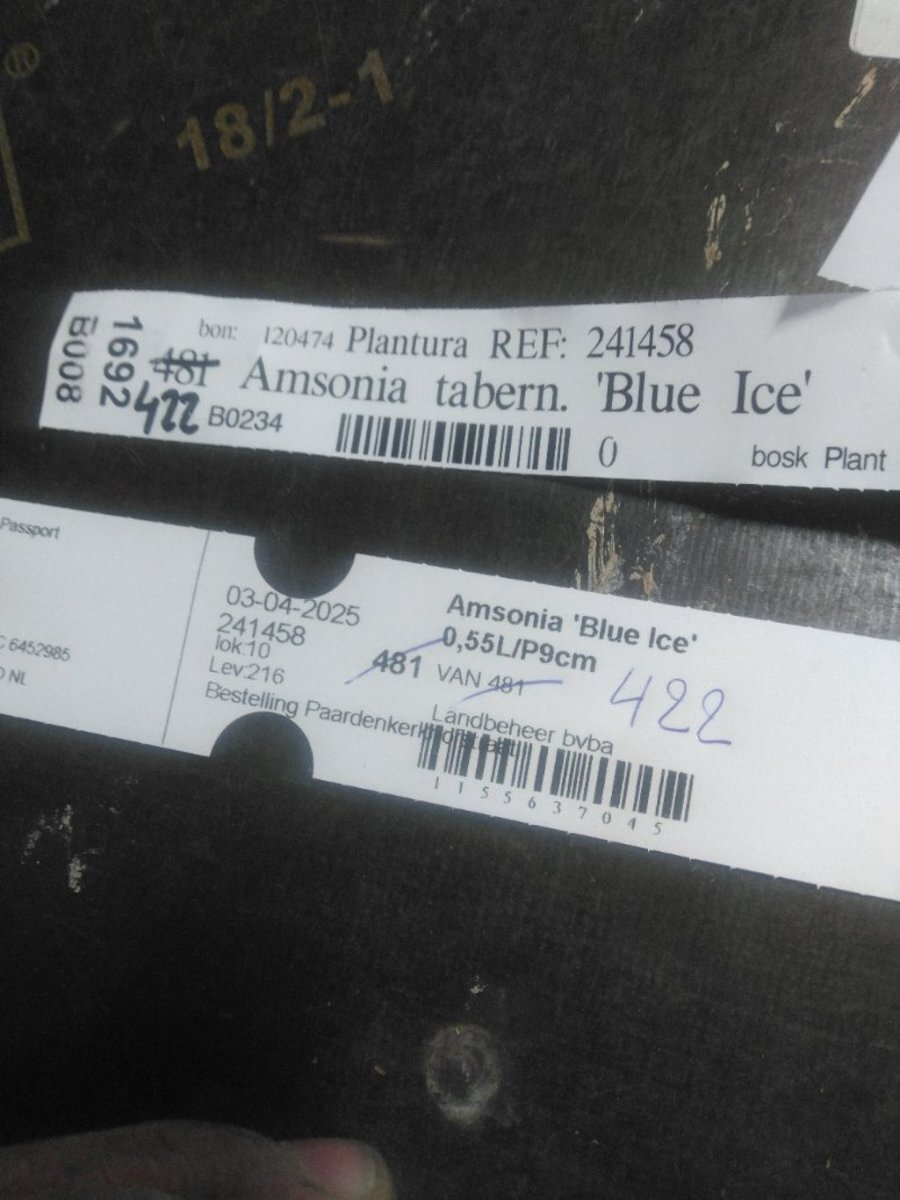 ®
18/2-1
B008
1692
bon: 120474 Plantura REF: 241458
481 Amsonia tabern. 'Blue Ice'
422 B0234
0 bosk Plant
Passport
6452985
NL
03-04-2025
241458
lok:10
Lev:216
Bestelling
Amsonia 'Blue Ice'
0,55L/P9cm
481 VAN 481
422
Landbeheer bvba
1155637045